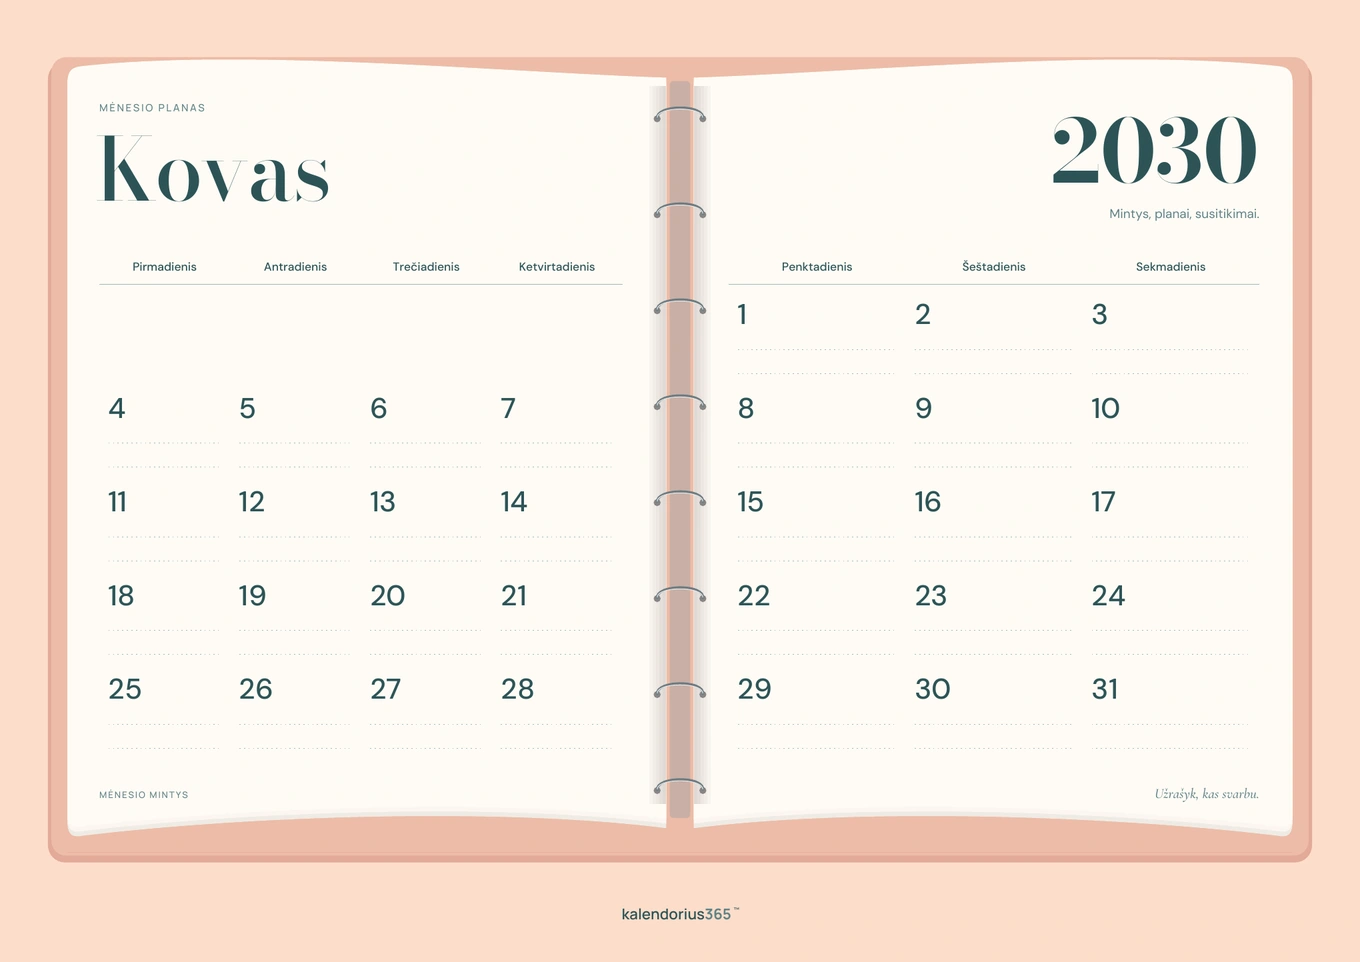 MĖNESIO PLANAS
Kovas
2030
Mintys, planai, susitikimai.
Pirmadienis Antradienis Trečiadienis Ketvirtadienis Penktadienis Šeštadienis Sekmadienis
1 2 3
4 5 6 7 8 9 10
11 12 13 14 15 16 17
18 19 20 21 22 23 24
25 26 27 28 29 30 31
MĖNESIO MINTYS
Užrašyk, kas svarbu.
kalendorius365™